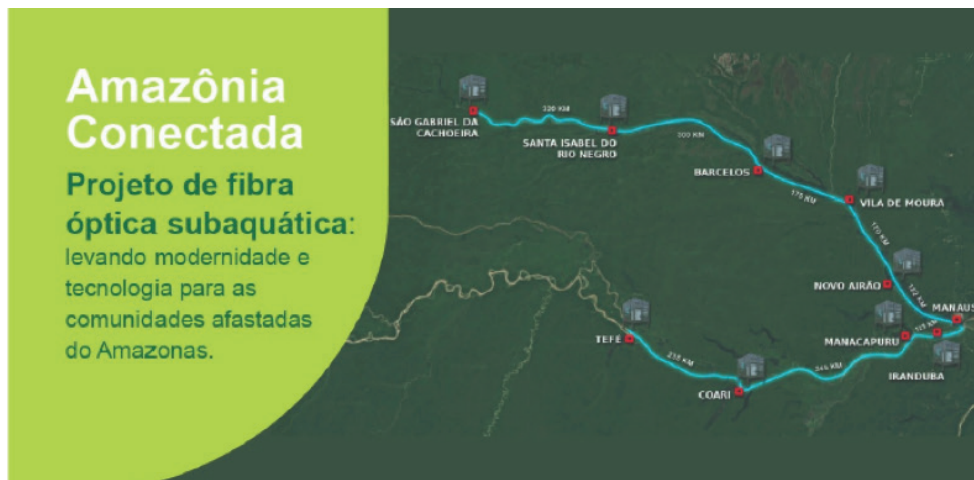 Amazônia
Conectada
Projeto de fibra
óptica subaquática:
levando modernidade e
tecnologia para as
comunidades afastadas
do Amazonas.
SÃO GABRIEL DA
CACHOEIRA
SANTA ISABEL DO
RIO NEGRO
BARCELOS
VILA DE MOURA
NOVO AIRÃO
MANAUS
MANACAPURU
IRANDUBA
TEFÉ
COARI